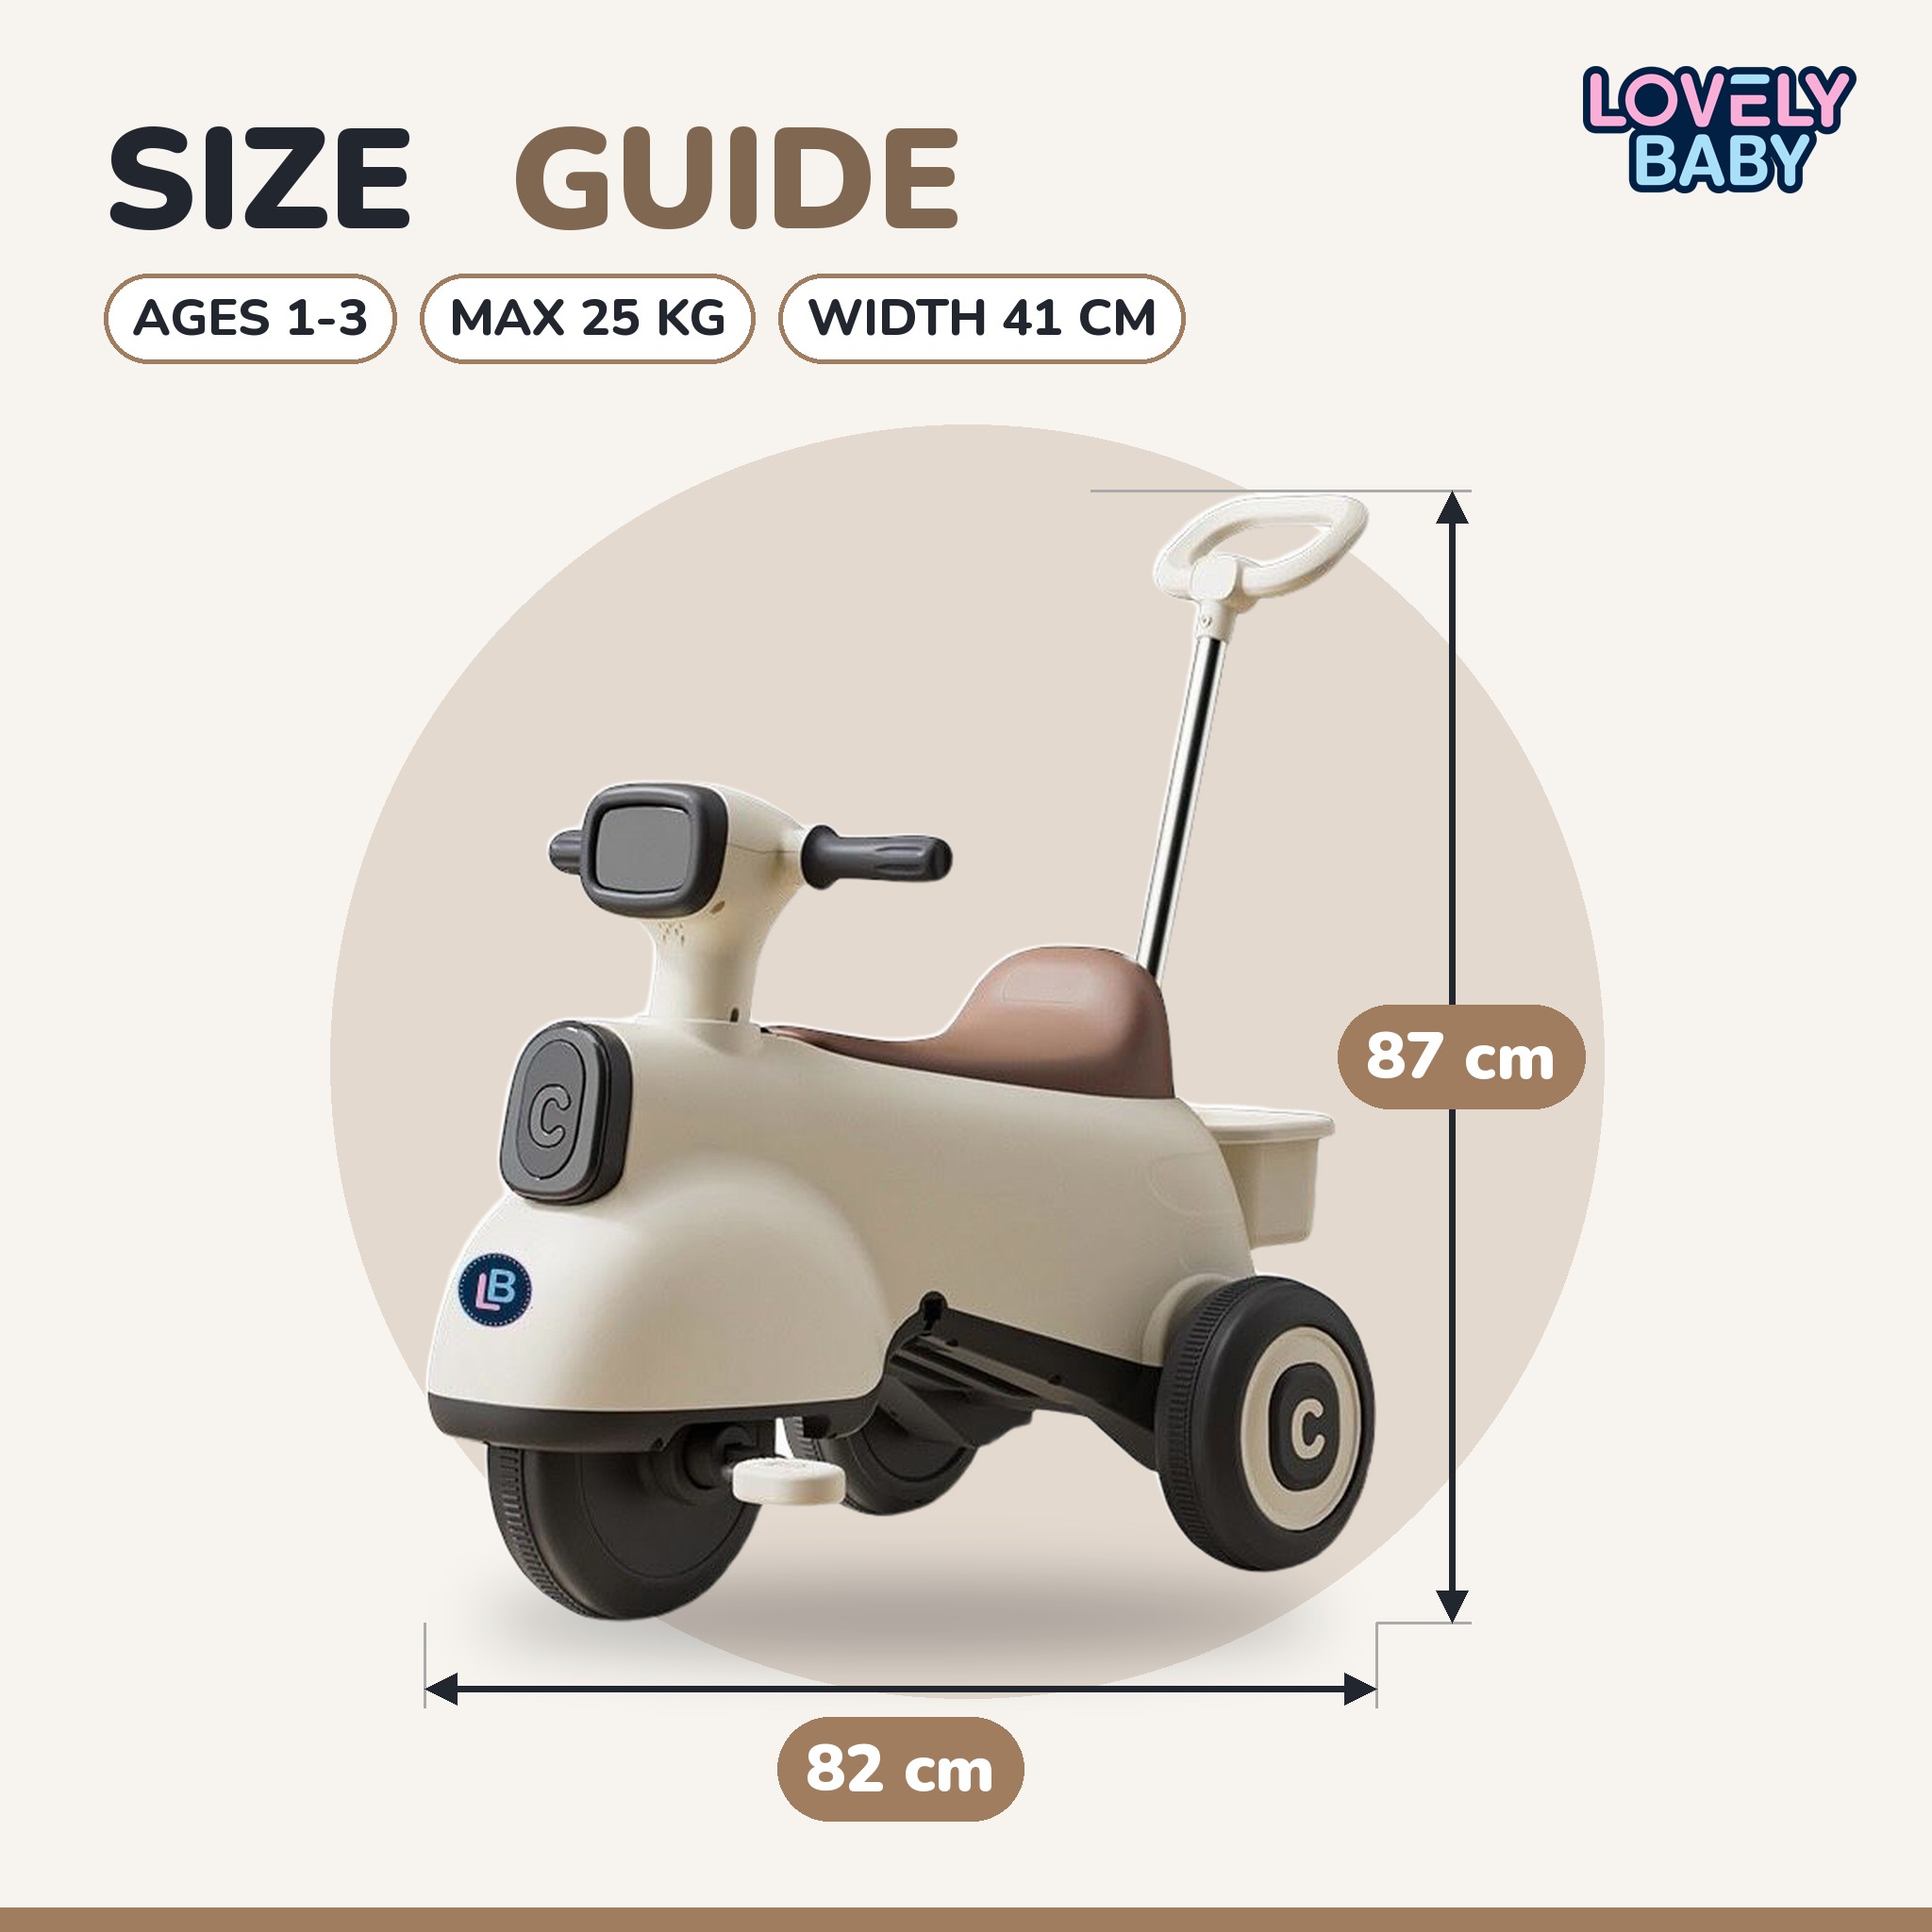 LOVELY
BABY
SIZE GUIDE
AGES 1-3
MAX 25 KG
WIDTH 41 CM
87 cm
C
LB
C
82 cm